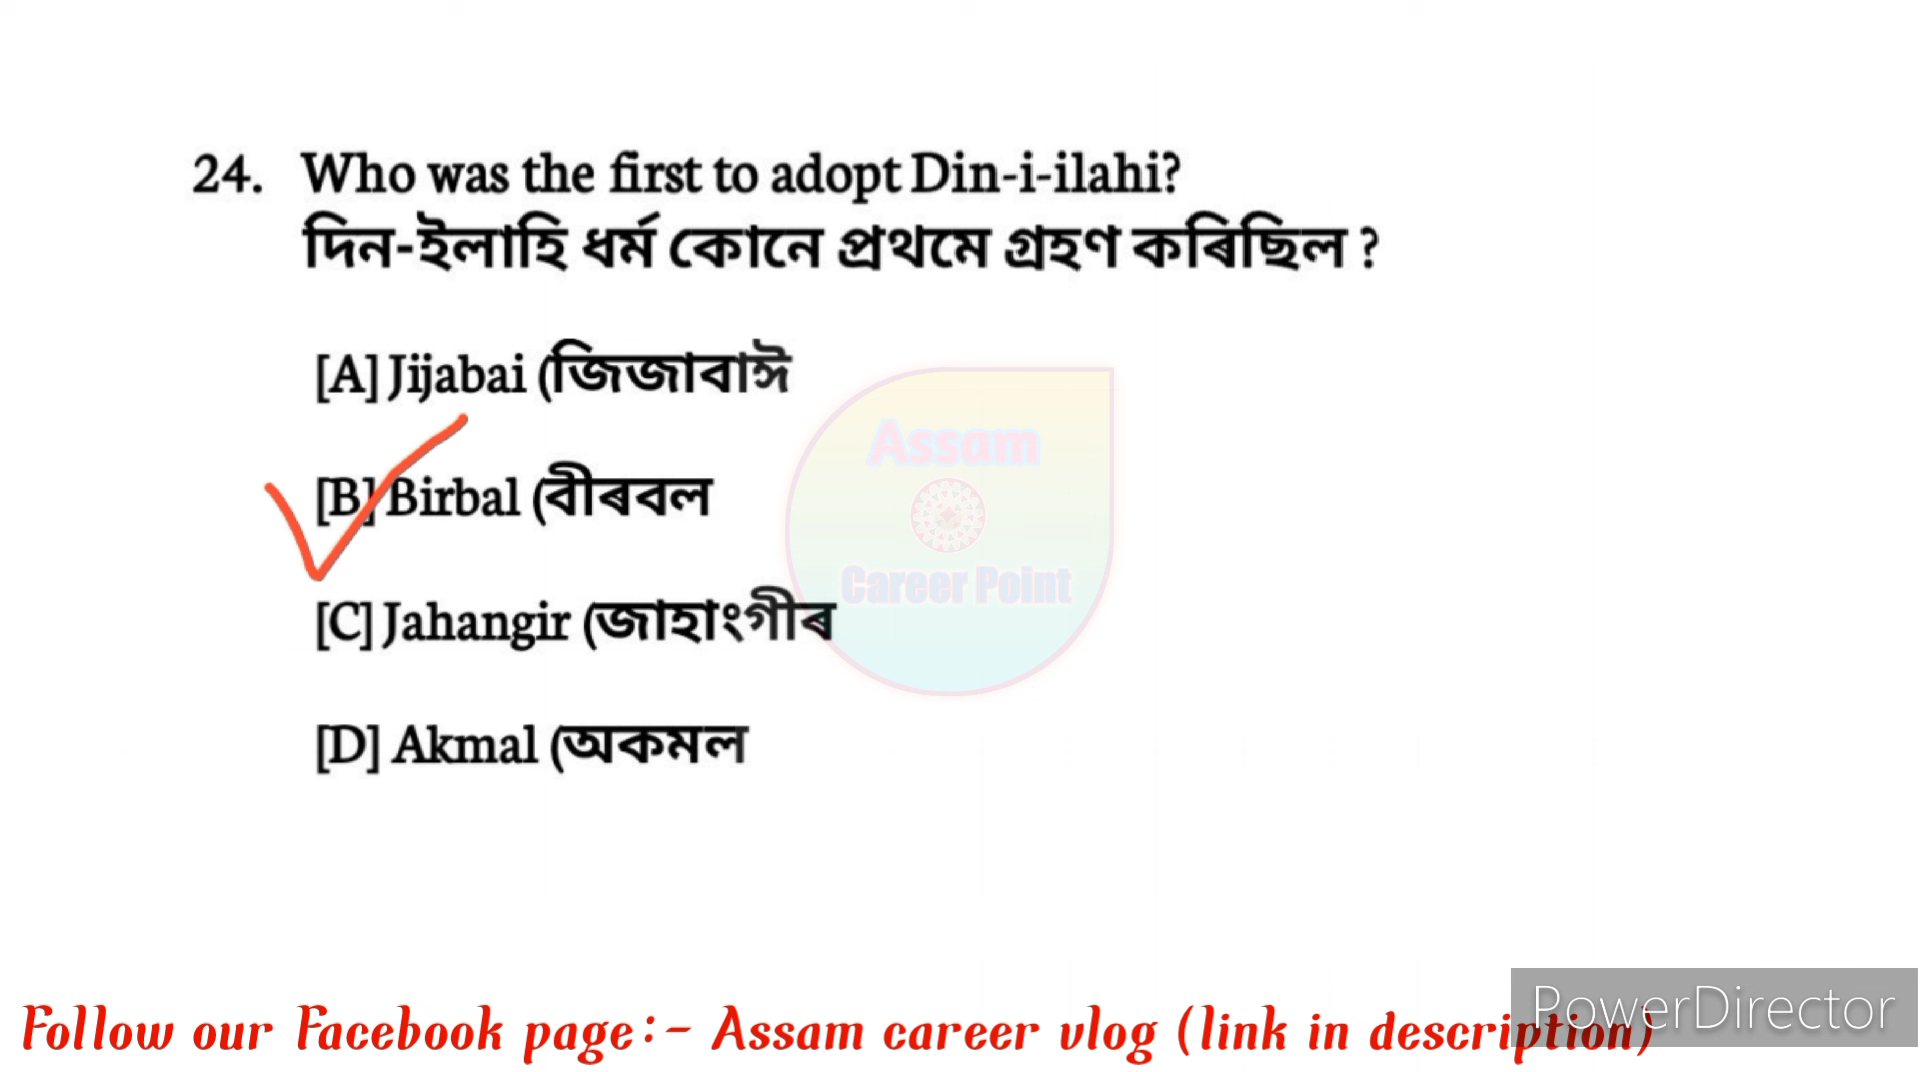 24. Who was the first to adopt Din-i-ilahi?
দিন-ইলাহি ধৰ্ম কোনে প্ৰথমে গ্ৰহণ কৰিছিল ?
[A] Jijabai (জিজাবাঈ
[B] Birbal (বীৰবল
[C] Jahangir (জাহাংগীৰ
[D] Akmal (অকমল
Assam
Career Point
Follow our Facebook page:- Assam career vlog (link in description)
PowerDirector